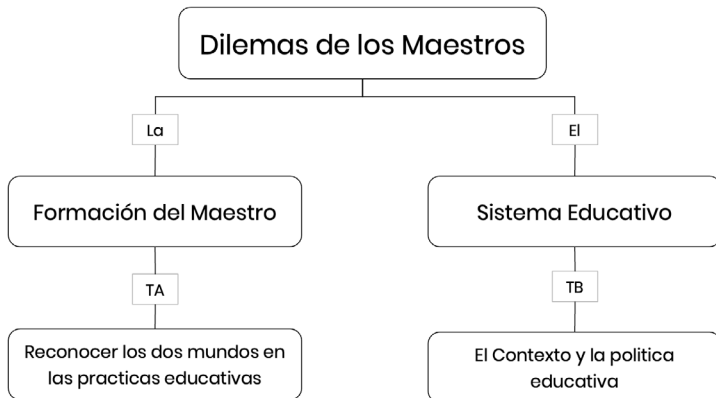 Dilemas de los Maestros
La
El
Formación del Maestro
Sistema Educativo
TA
TB
Reconocer los dos mundos en
las practicas educativas
El Contexto y la politica
educativa